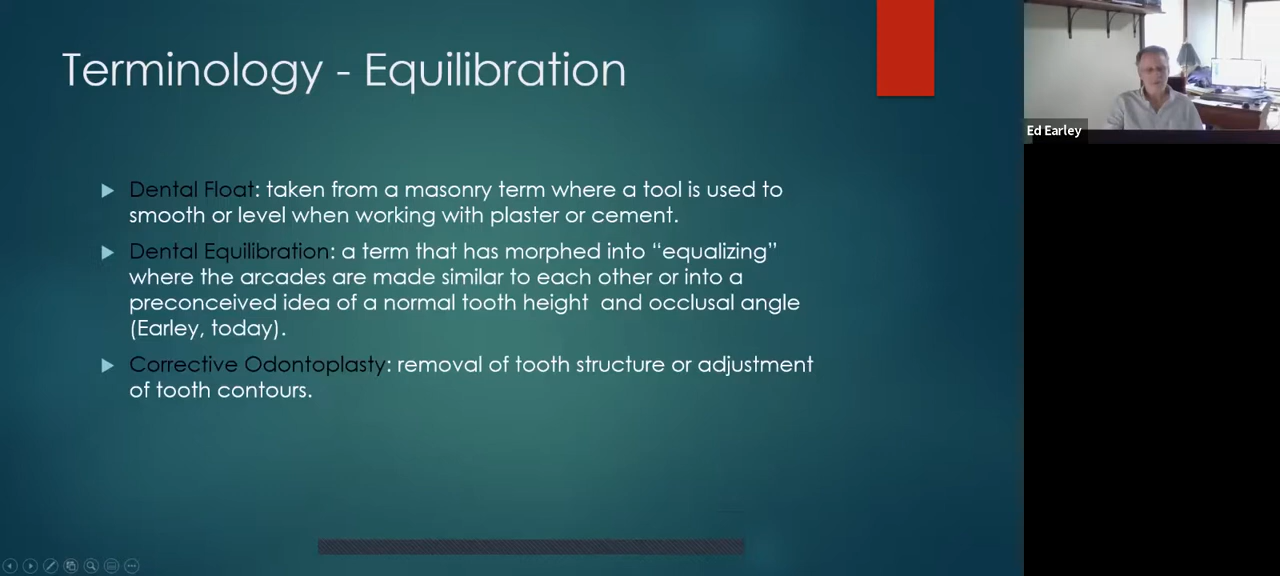 Terminology - Equilibration
Dental Float: taken from a masonry term where a tool is used to
smooth or level when working with plaster or cement.
Dental Equilibration: a term that has morphed into “equalizing”
where the arcades are made similar to each other or into a
preconceived idea of a normal tooth height and occlusal angle
(Earley, today).
Corrective Odontoplasty: removal of tooth structure or adjustment
of tooth contours.
Ed Earley